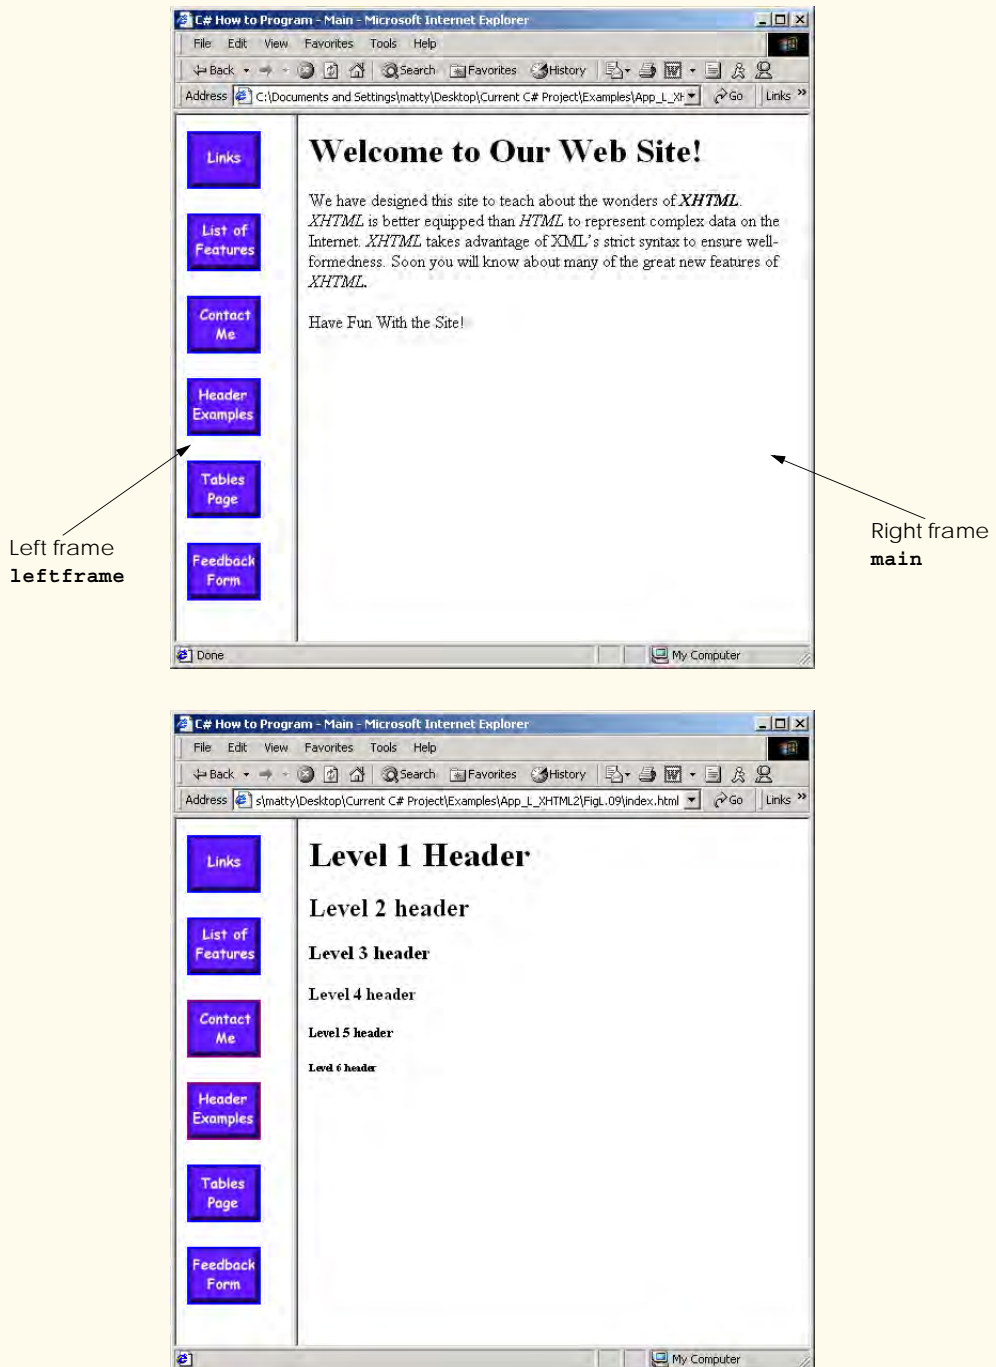 C# How to Program - Main - Microsoft Internet Explorer
File Edit View Favorites Tools Help
Back Search Favorites History
Address C:\Documents and Settings\matty\Desktop\Current C# Project\Examples\App_L_XH Go Links »
Links
List of
Features
Contact
Me
Header
Examples
Tables
Page
Feedback
Form
Welcome to Our Web Site!
We have designed this site to teach about the wonders of XHTML.
XHTML is better equipped than HTML to represent complex data on the
Internet. XHTML takes advantage of XML's strict syntax to ensure well-
formedness. Soon you will know about many of the great new features of
XHTML.
Have Fun With the Site!
Left frame
leftframe
Right frame
main
Done My Computer
C# How to Program - Main - Microsoft Internet Explorer
File Edit View Favorites Tools Help
Back Search Favorites History
Address s\matty\Desktop\Current C# Project\Examples\App_L_XHTML2\FigL.09\index.html Go Links »
Links
List of
Features
Contact
Me
Header
Examples
Tables
Page
Feedback
Form
Level 1 Header
Level 2 header
Level 3 header
Level 4 header
Level 5 header
Level 6 header
My Computer